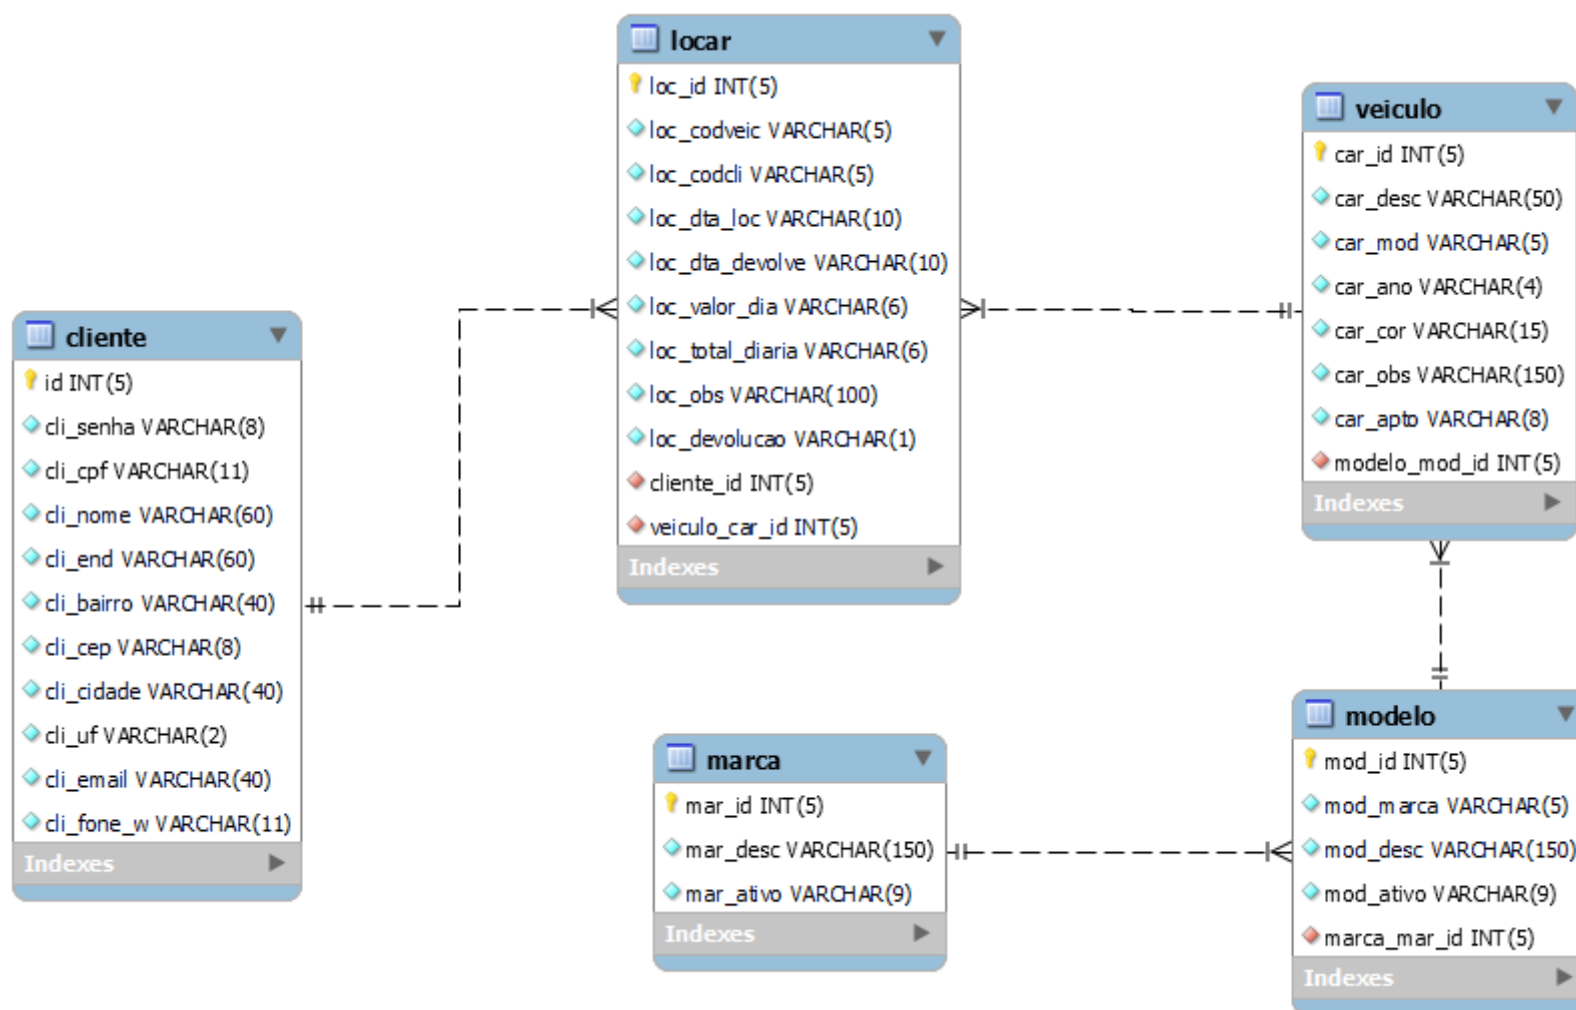 locar
loc_id INT(5)
loc_codveic VARCHAR(5)
loc_codcli VARCHAR(5)
loc_dta_loc VARCHAR(10)
loc_dta_devolve VARCHAR(10)
loc_valor_dia VARCHAR(6)
loc_total_diaria VARCHAR(6)
loc_obs VARCHAR(100)
loc_devolucao VARCHAR(1)
cliente_id INT(5)
veiculo_car_id INT(5)
Indexes
veiculo
car_id INT(5)
car_desc VARCHAR(50)
car_mod VARCHAR(5)
car_ano VARCHAR(4)
car_cor VARCHAR(15)
car_obs VARCHAR(150)
car_apto VARCHAR(8)
modelo_mod_id INT(5)
Indexes
cliente
id INT(5)
cli_senha VARCHAR(8)
cli_cpf VARCHAR(11)
cli_nome VARCHAR(60)
cli_end VARCHAR(60)
cli_bairro VARCHAR(40)
cli_cep VARCHAR(8)
cli_cidade VARCHAR(40)
cli_uf VARCHAR(2)
cli_email VARCHAR(40)
cli_fone_w VARCHAR(11)
Indexes
marca
mar_id INT(5)
mar_desc VARCHAR(150)
mar_ativo VARCHAR(9)
Indexes
modelo
mod_id INT(5)
mod_marca VARCHAR(5)
mod_desc VARCHAR(150)
mod_ativo VARCHAR(9)
marca_mar_id INT(5)
Indexes